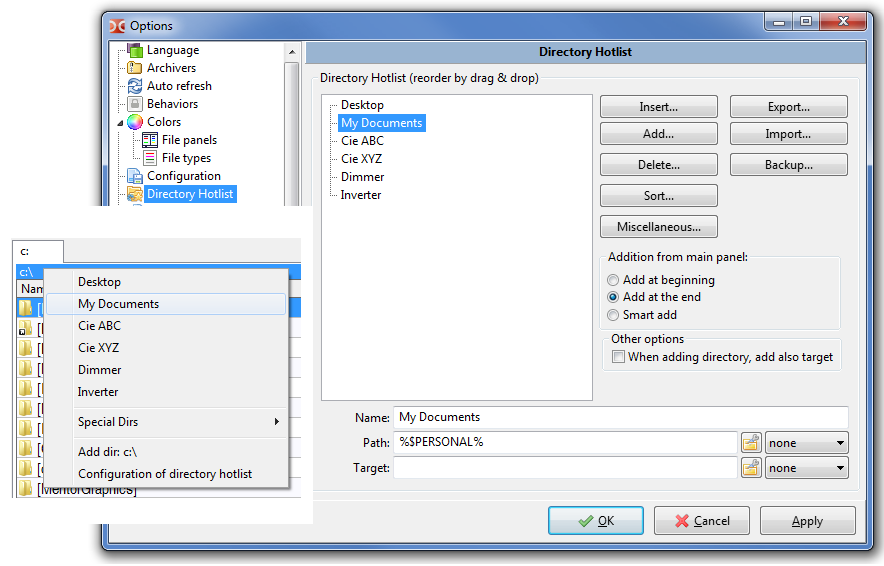 Options
Language
Archivers
Auto refresh
Behaviors
Colors
File panels
File types
Configuration
Directory Hotlist
Directory Hotlist
Directory Hotlist (reorder by drag & drop)
Desktop
My Documents
Cie ABC
Cie XYZ
Dimmer
Inverter
Insert...
Export...
Add...
Import...
Delete...
Backup...
Sort...
Miscellaneous...
Addition from main panel:
Add at beginning
Add at the end
Smart add
Other options
When adding directory, add also target
Name: My Documents
Path: %$PERSONAL% none
Target: none
OK Cancel Apply
c:
c:\
Desktop
My Documents
Cie ABC
Cie XYZ
Dimmer
Inverter
Special Dirs
Add dir: c:\
Configuration of directory hotlist
[MentorGraphics]